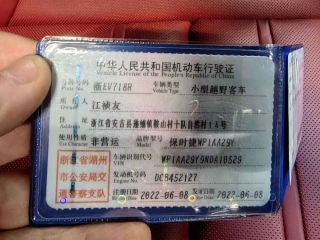 中华人民共和国机动车行驶证
Vehicle License of the People's Republic of China
号牌号码 浙EV718R 车辆类型 小型越野客车
Plate No. Vehicle Type
所有人 江祯友
Owner
住址 浙江省安吉县
Address
使用性质 非营运 品牌型号 保时捷WP1AA29Y
Use Character Model
浙江省湖州 车辆识别代号
VIN
市公安局交 发动机号码 DCB452127
Engine No.
通警察支队 注册日期 2022-06-08 发证日期 2022-06-08